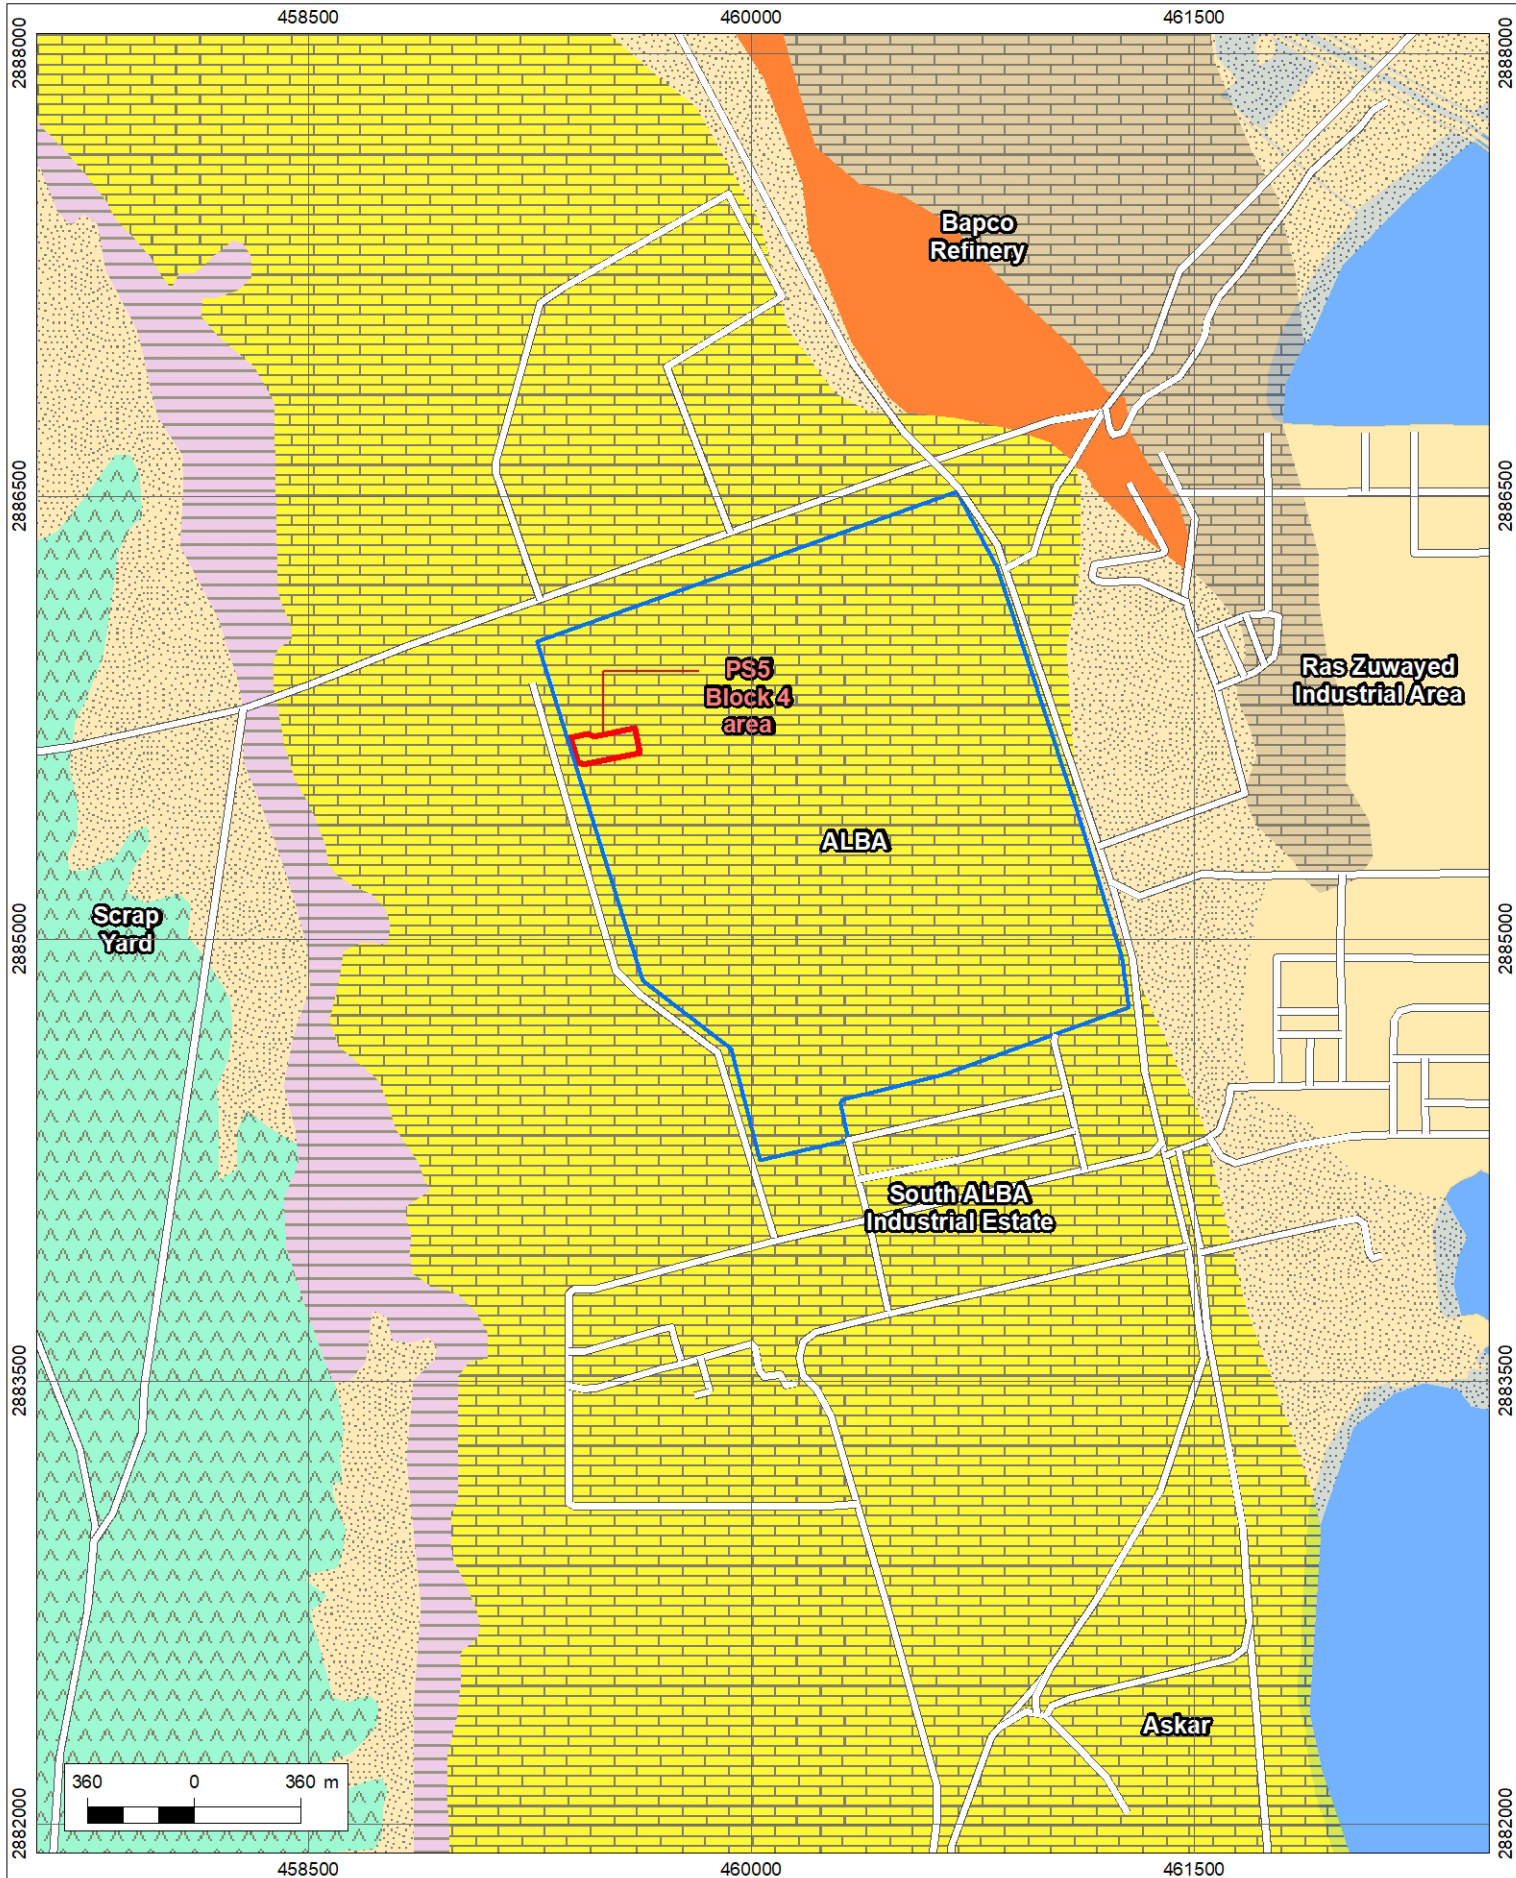 458500 460000 461500
2888000 2888000
Bapco
Refinery
2886500 2886500
PS5
Block 4
area
Ras Zuwayed
Industrial Area
ALBA
Scrap
Yard
2885000 2885000
South ALBA
Industrial Estate
2883500 2883500
Askar
360 0 360 m
2882000 2882000
458500 460000 461500